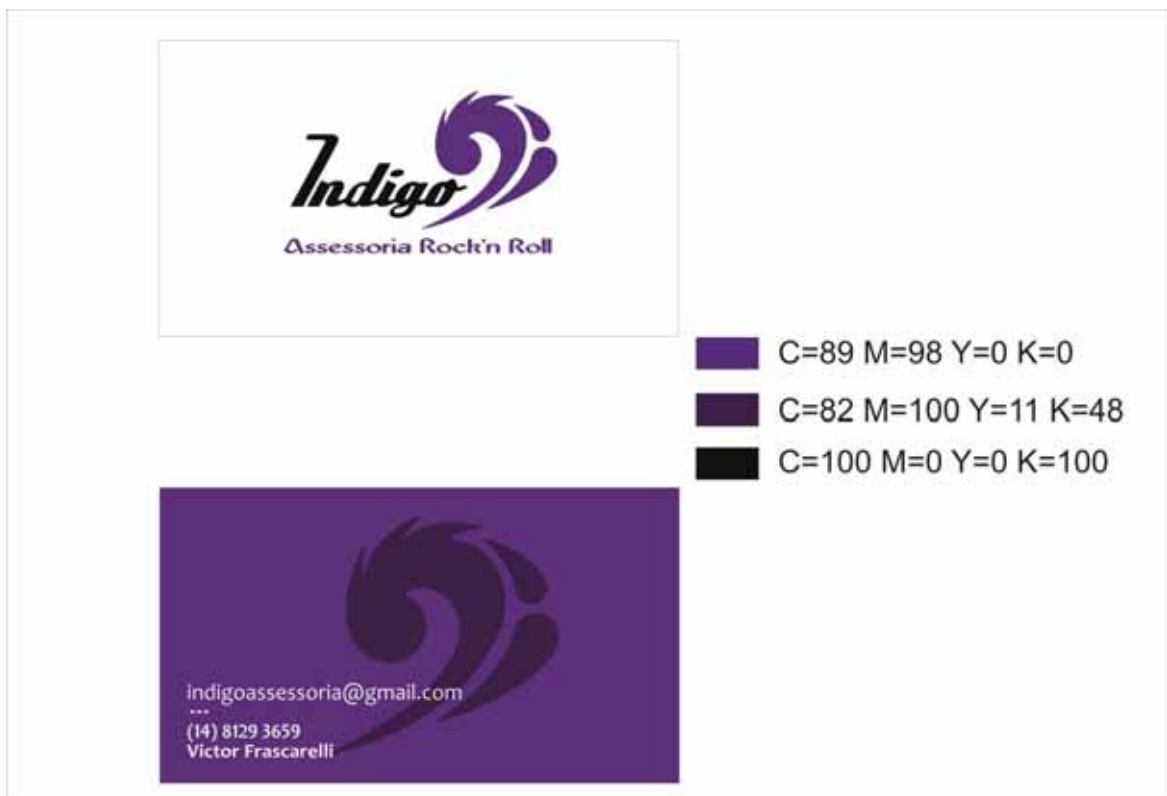 Indigo
Assessoria Rock'n Roll
C=89 M=98 Y=0 K=0
C=82 M=100 Y=11 K=48
C=100 M=0 Y=0 K=100
indigoassessoria@gmail.com
...
(14) 8129 3659
Victor Frascarelli